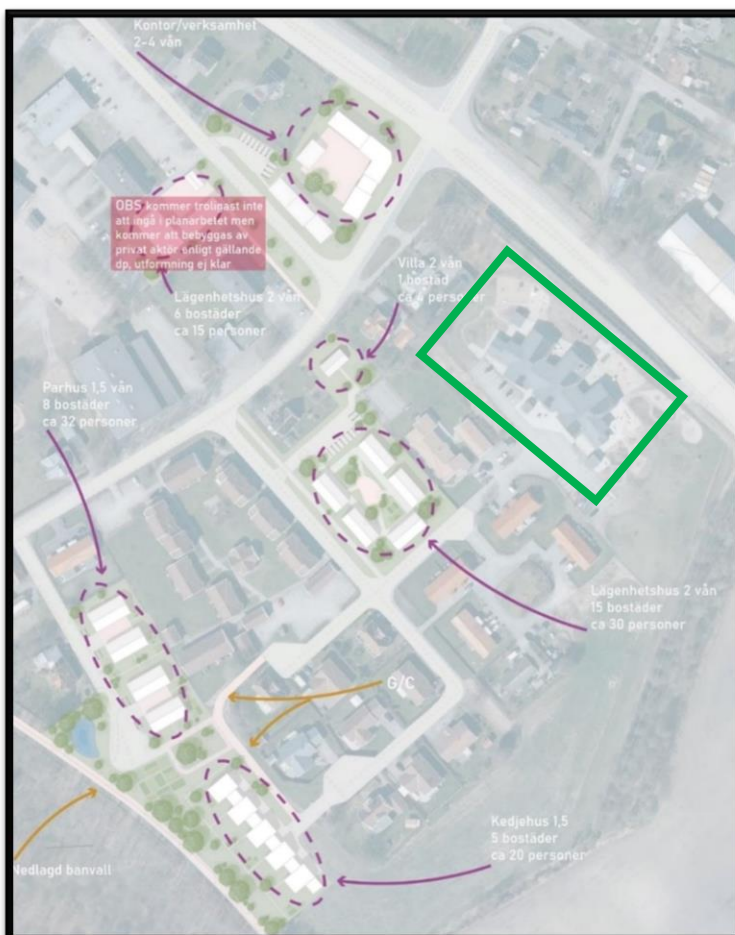 Kontor/verksamhet
2-4 vån
OBS kommer troligast inte
att ingå i planarbetet men
kommer att bebyggas av
privat aktör enligt gällande
dp, utformning ej klar
Villa 2 vån
1 bostad
ca 4 personer
Lägenhetshus 2 vån
6 bostäder
ca 15 personer
Parhus 1,5 vån
8 bostäder
ca 32 personer
Lägenhetshus 2 vån
15 bostäder
ca 30 personer
G/C
Kedjehus 1,5
5 bostäder
ca 20 personer
Nedlagd banvall